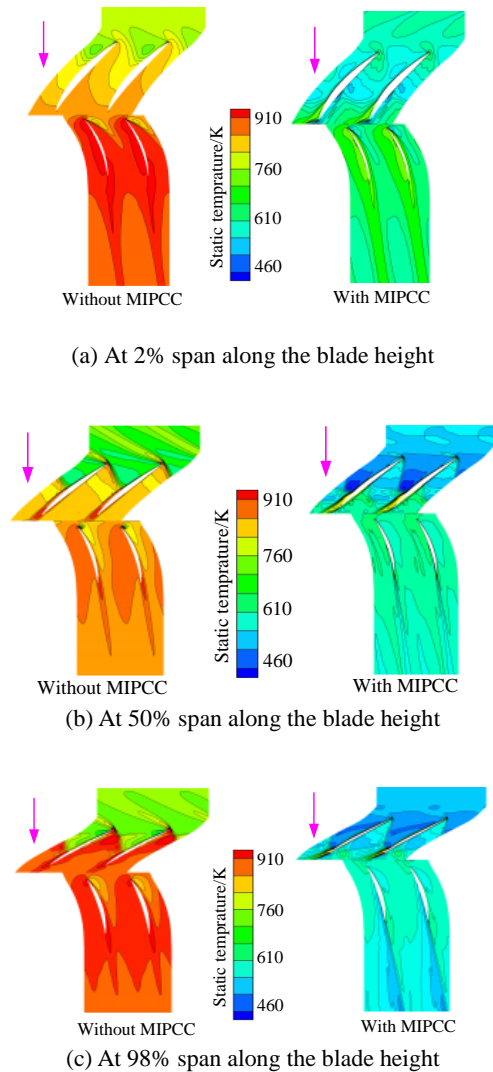 910
760
610
460
Static temprature/K
Without MIPCC
With MIPCC
(a) At 2% span along the blade height
910
760
610
460
Static temprature/K
Without MIPCC
With MIPCC
(b) At 50% span along the blade height
910
760
610
460
Static temprature/K
Without MIPCC
With MIPCC
(c) At 98% span along the blade height